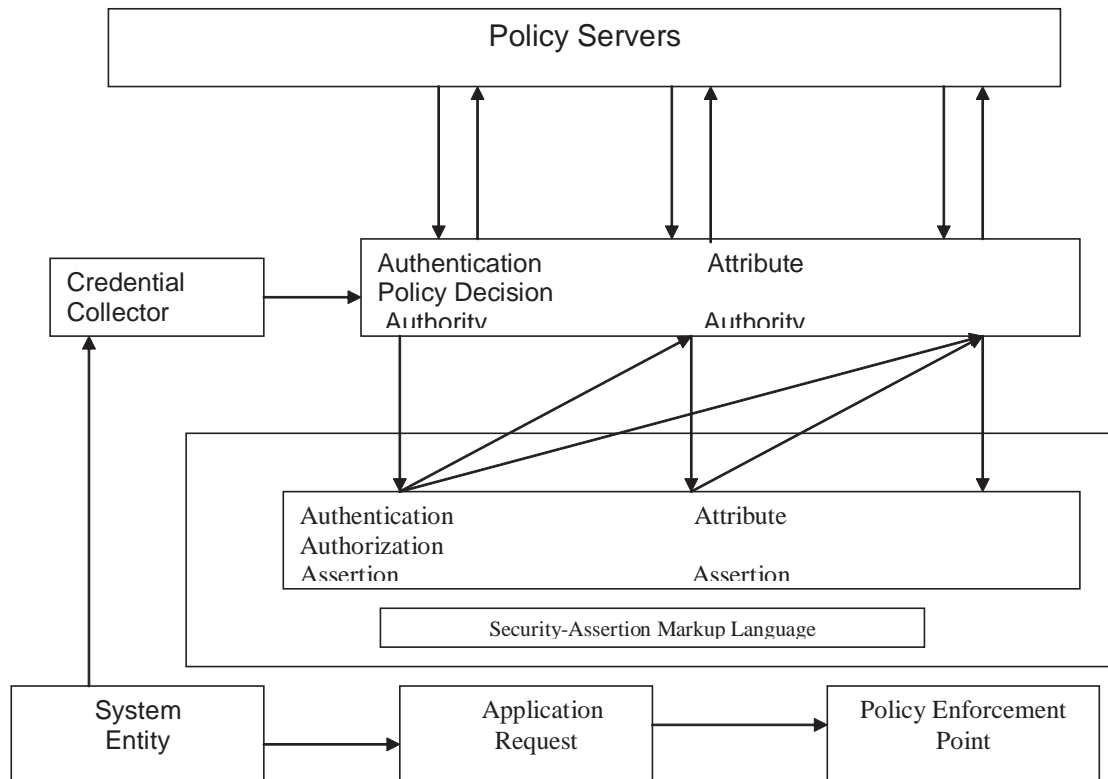 Policy Servers
Authentication Attribute
Policy Decision
Authority Authority
Credential
Collector
Authentication Attribute
Authorization
Assertion Assertion
Security-Assertion Markup Language
System
Entity
Application
Request
Policy Enforcement
Point